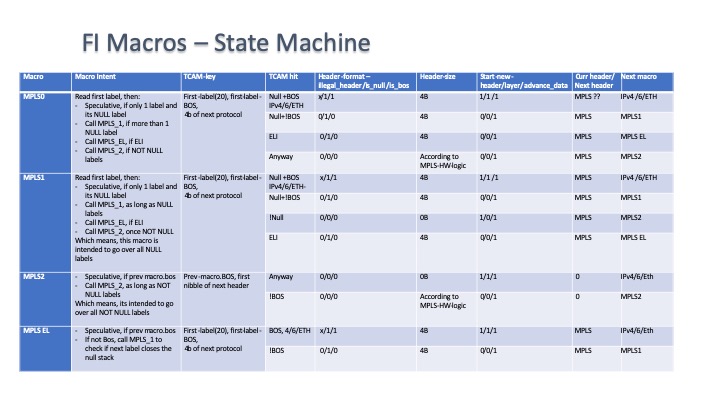 FI Macros – State Machine
Macro
Macro Intent
TCAM-key
TCAM hit
Header-format –
illegal_header/is_null/is_bos
Header-size
Start-new-
header/layer/advance_data
Curr header/
Next header
Next macro
MPLS0
Read first label, then:
- Speculative, if only 1 label and
its NULL label
- Call MPLS_1, if more than 1
NULL label
- Call MPLS_EL, if ELI
- Call MPLS_2, if NOT NULL
labels
First-label(20), first-label-
BOS,
4b of next protocol
Null +BOS
IPv4/6/ETH
x/1/1
4B
1/1/1
MPLS ??
IPv4 /6/ETH
Null+!BOS
0/1/0
4B
0/0/1
MPLS
MPLS1
ELI
0/1/0
4B
0/0/1
MPLS
MPLS EL
Anyway
0/0/0
According to
MPLS-HW-logic
0/0/1
MPLS
MPLS2
MPLS1
Read first label, then:
- Speculative, if only 1 label and
its NULL label
- Call MPLS_1, as long as NULL
labels
- Call MPLS_EL, if ELI
- Call MPLS_2, once NOT NULL
Which means, this macro is
intended to go over all NULL
labels
First-label(20), first-label-
BOS,
4b of next protocol
Null +BOS
IPv4/6/ETH-
x/1/1
4B
1/1/1
MPLS
IPv4 /6/ETH
Null+!BOS
0/1/0
4B
0/0/1
MPLS
MPLS1
!Null
0/0/0
0B
1/0/1
MPLS
MPLS2
ELI
0/1/0
4B
0/0/1
MPLS
MPLS EL
MPLS2
- Speculative, if prev macro.bos
- Call MPLS_2, as long as NOT
NULL labels
Which means, its intended to go
over all NOT NULL labels
Prev-macro.BOS, first
nibble of next header
Anyway
0/0/0
0B
1/1/1
0
IPv4/6/Eth
!BOS
0/0/0
According to
MPLS-HW-logic
0/0/1
0
MPLS2
MPLS EL
- Speculative, if prev macro.bos
- If not Bos, call MPLS_1 to
check if next label closes the
null stack
First-label(20), first-label-
BOS,
4b of next protocol
BOS, 4/6/ETH
x/1/1
4B
1/1/1
MPLS
IPv4/6/Eth
!BOS
0/1/0
4B
0/0/1
MPLS
MPLS1